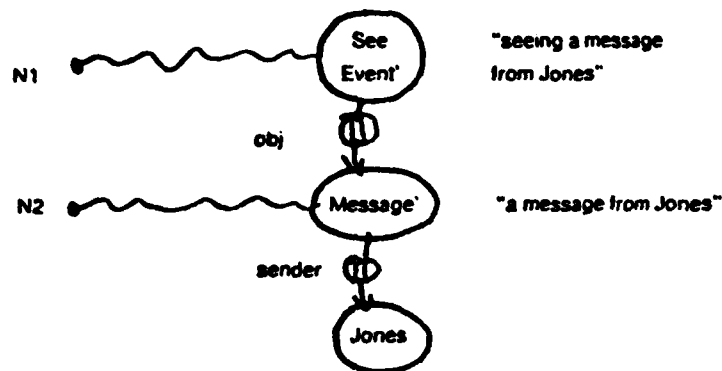 See
Event'
"seeing a message
from Jones"
N1
obj
N2
Message'
"a message from Jones"
sender
Jones